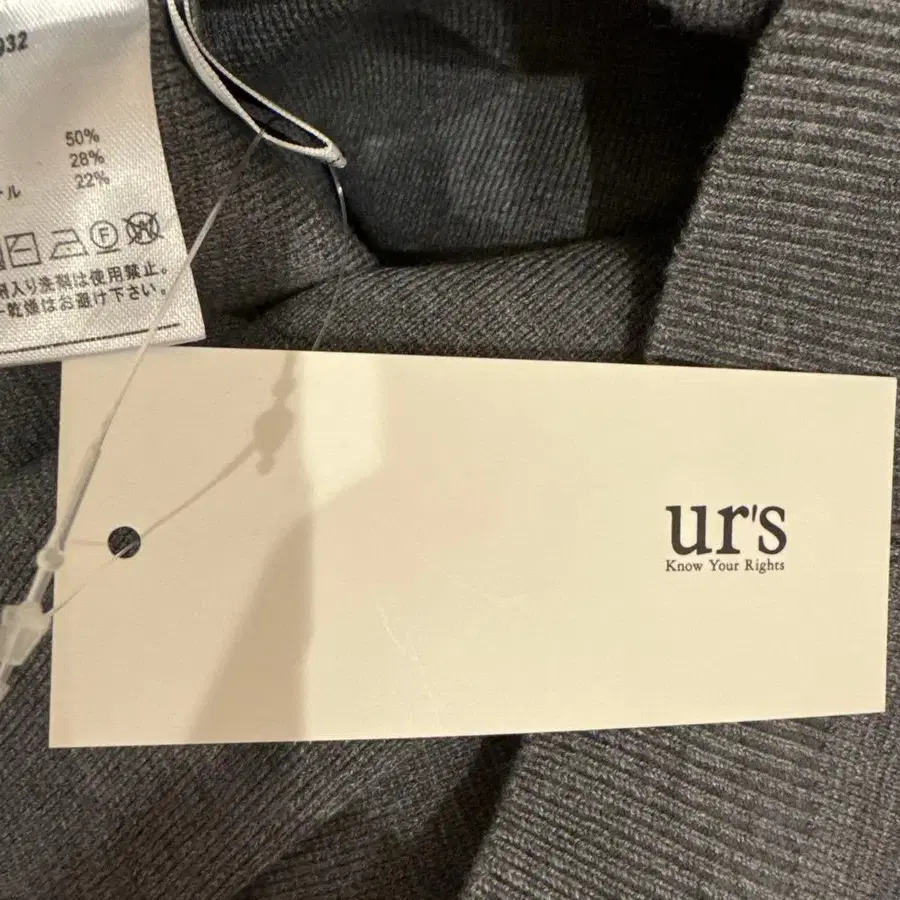 932
50%
28%
ール 22%
F
W
剤入り洗剤は使用禁止。
乾燥はお避け下さい。
ur's
Know Your Rights